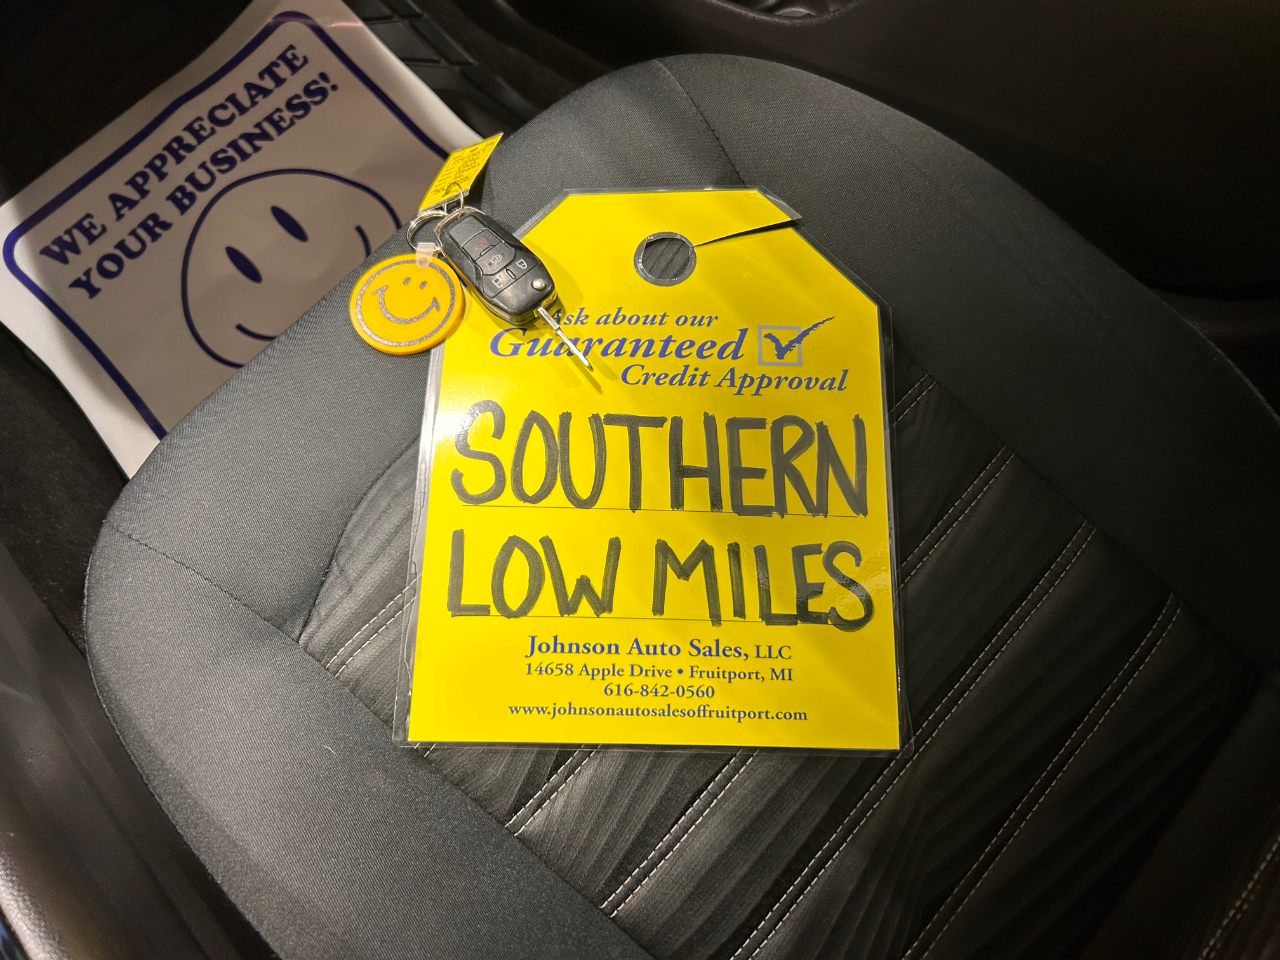 WE APPRECIATE
YOUR BUSINESS!
Ask about our
Guaranteed
Credit Approval
SOUTHERN
LOW MILES
Johnson Auto Sales, LLC
14658 Apple Drive • Fruitport, MI
616-842-0560
www.johnsonautosalesoffruitport.com